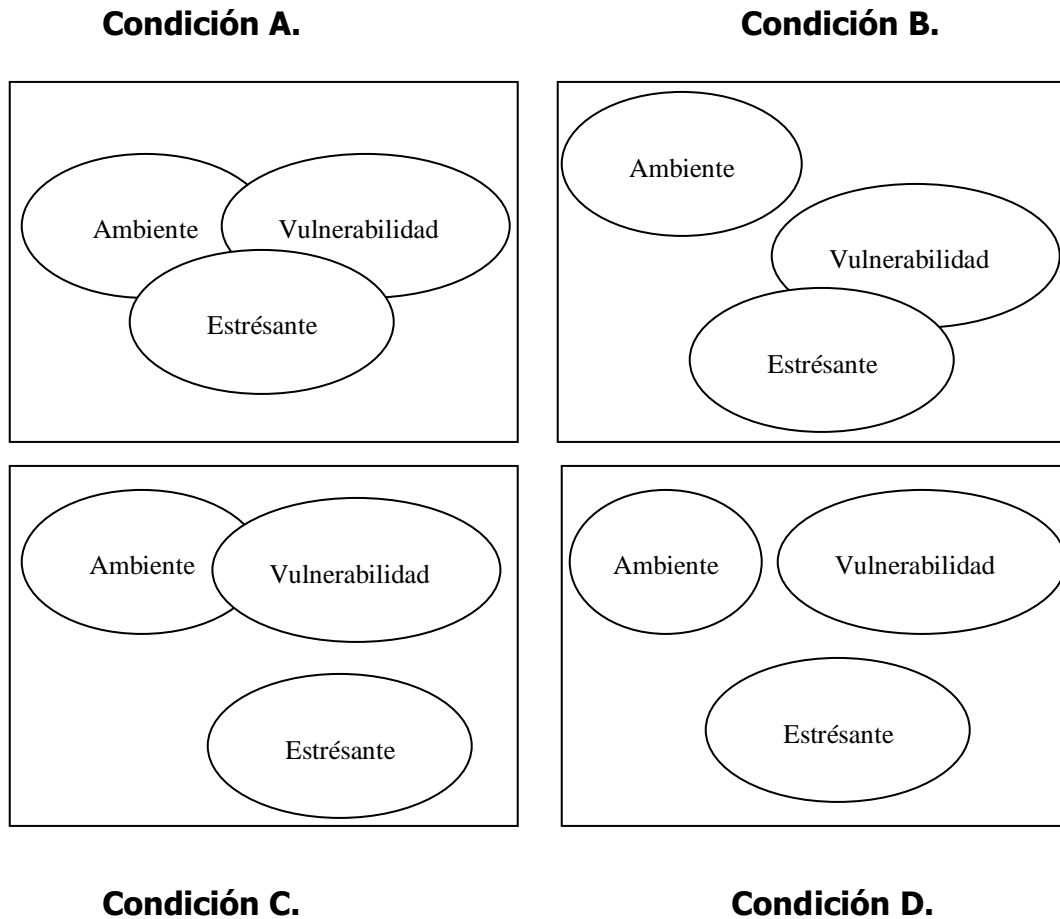 Condición A.
Condición B.
Ambiente
Vulnerabilidad
Estrésante
Ambiente
Vulnerabilidad
Estrésante
Ambiente
Vulnerabilidad
Estrésante
Ambiente
Vulnerabilidad
Estrésante
Condición C.
Condición D.